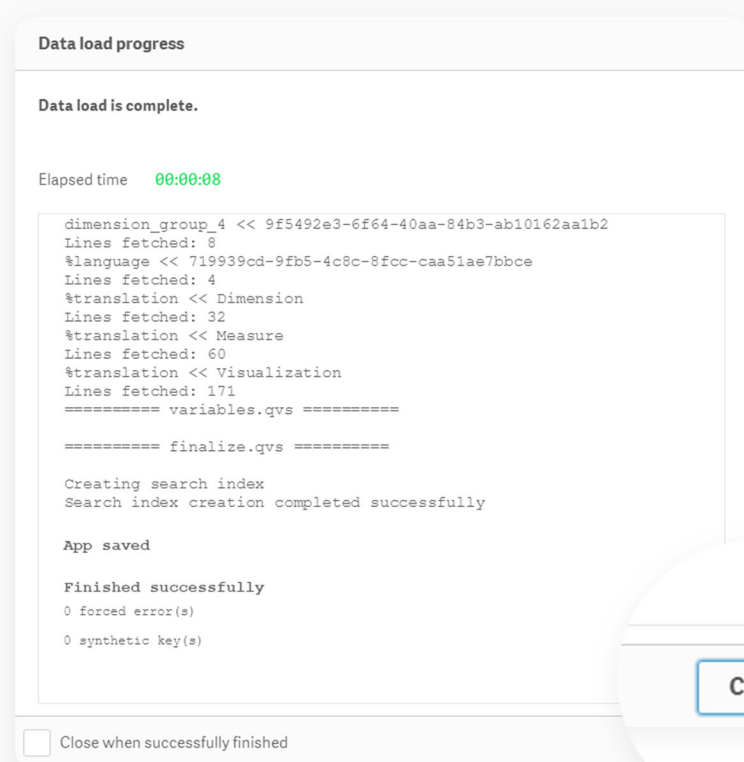 Data load progress
Data load is complete.
Elapsed time 00:00:08
dimension_group_4 << 9f5492e3-6f64-40aa-84b3-ab10162aa1b2
Lines fetched: 8
%language << 719939cd-9fb5-4c8c-8fcc-caa51ae7bbce
Lines fetched: 4
%translation << Dimension
Lines fetched: 32
%translation << Measure
Lines fetched: 60
%translation << Visualization
Lines fetched: 171
========== variables.qvs ==========
========== finalize.qvs ==========
Creating search index
Search index creation completed successfully
App saved
Finished successfully
0 forced error(s)
0 synthetic key(s)
C
Close when successfully finished